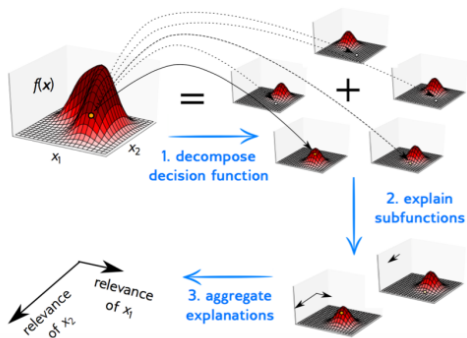 f(x)
=
+
x₁
x₂
1. decompose
decision function
2. explain
subfunctions
3. aggregate
explanations
relevance
of x₁
relevance
of x₂